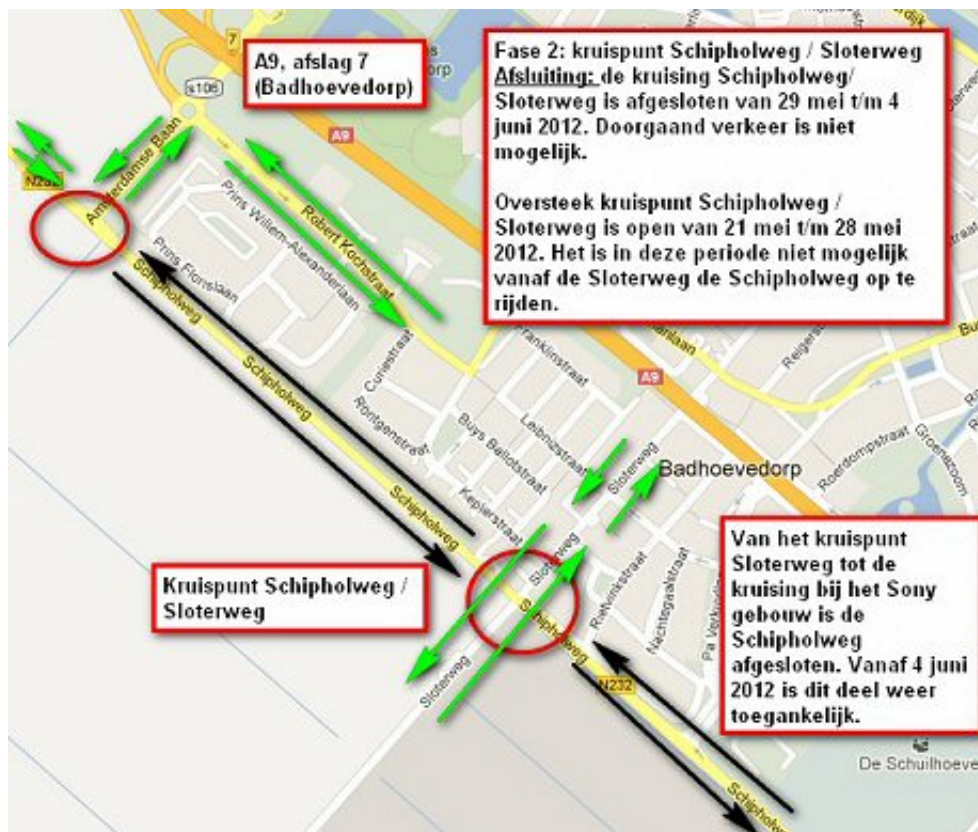 A9, afslag 7
(Badhoevedorp)
Fase 2: kruispunt Schipholweg / Sloterweg
Afsluiting: de kruising Schipholweg/
Sloterweg is afgesloten van 29 mei t/m 4
juni 2012. Doorgaand verkeer is niet
mogelijk.
Oversteek kruispunt Schipholweg /
Sloterweg is open van 21 mei t/m 28 mei
2012. Het is in deze periode niet mogelijk
vanaf de Sloterweg de Schipholweg op te
rijden.
7
s106
A9
N232
Amsterdamse Baan
Prins Willem-Alexanderlaan
Robert Kochstraat
Prins Florislaan
Schipholweg
Schipholweg
Curiestraat
Röntgenstraat
Franklinstraat
Leibnizstraat
Buys Ballotstraat
Keplerstraat
A9
Sloterweg
Badhoevedorp
Roerdompstraat
Groenezoom
Schipholweg
Kruispunt Schipholweg /
Sloterweg
Sloterweg
Schipholweg
Sloterweg
Rietvinkstraat
Nachtegaalstraat
N232
Van het kruispunt
Sloterweg tot de
kruising bij het Sony
gebouw is de
Schipholweg
afgesloten. Vanaf 4 juni
2012 is dit deel weer
toegankelijk.
De Schuilhoeve
Schipholweg